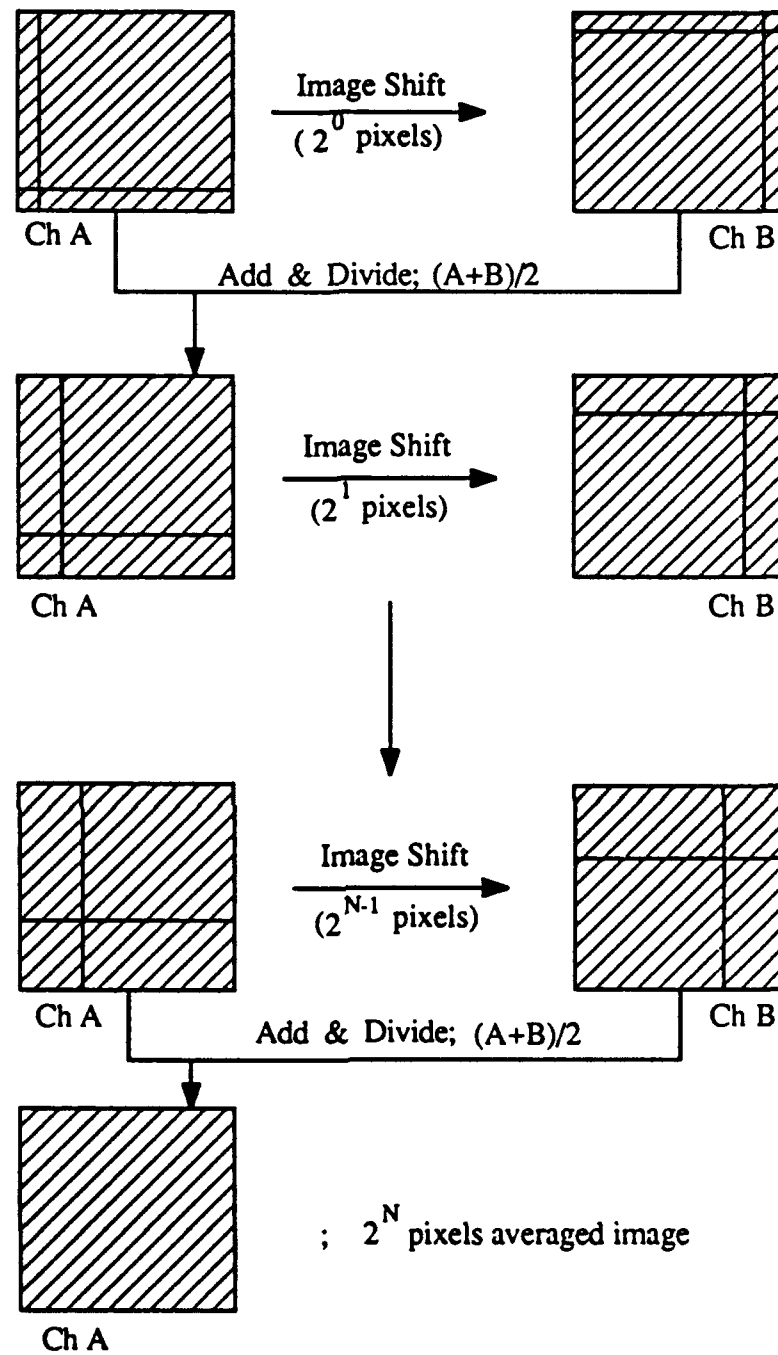 Image Shift
( 2^0 pixels)
Ch A
Ch B
Add & Divide; (A+B)/2
Image Shift
(2^1 pixels)
Ch A
Ch B
Image Shift
(2^N-1 pixels)
Ch A
Ch B
Add & Divide; (A+B)/2
; 2^N pixels averaged image
Ch A